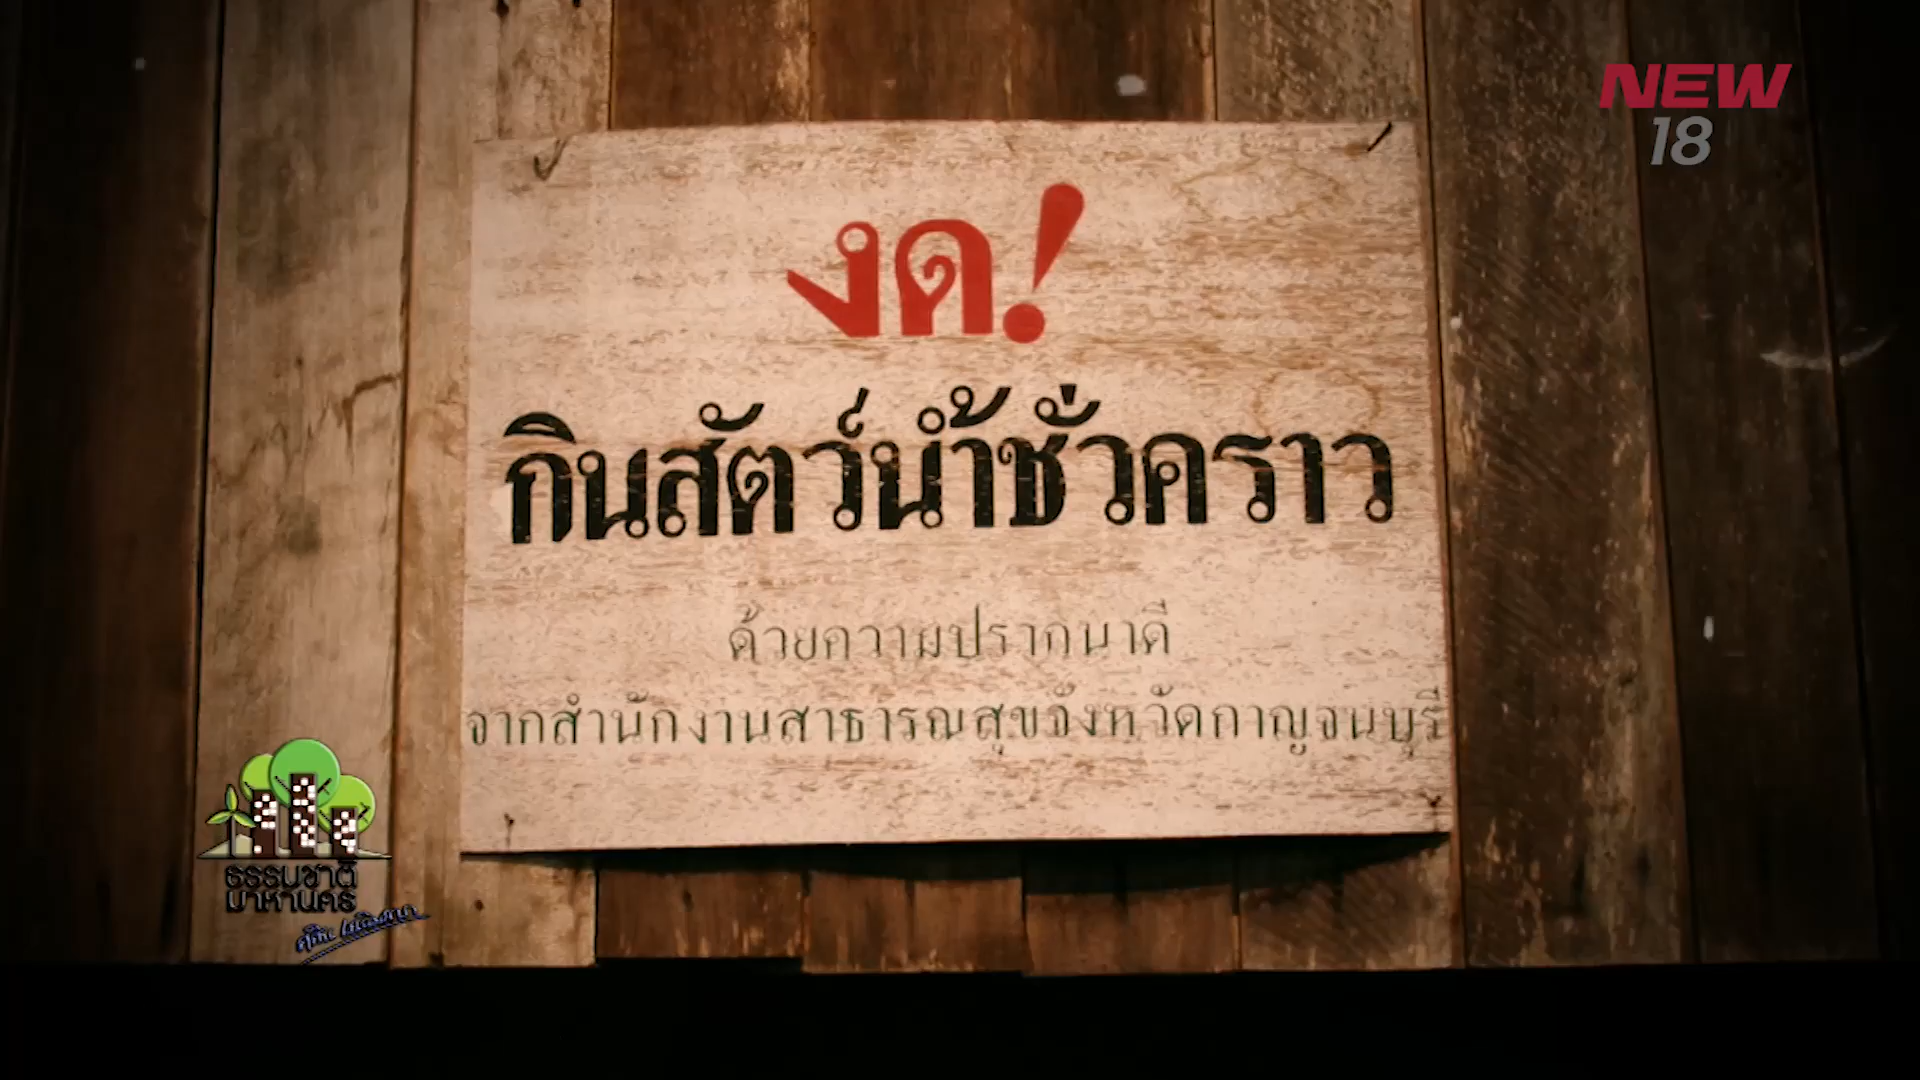 NEW
18
งด!
กินสัตว์น้ำชั่วคราว
ด้วยความปรารถนาดี
จากสำนักงานสาธารณสุขจังหวัดกาญจนบุรี
ธรรมชาติ
มาหานคร